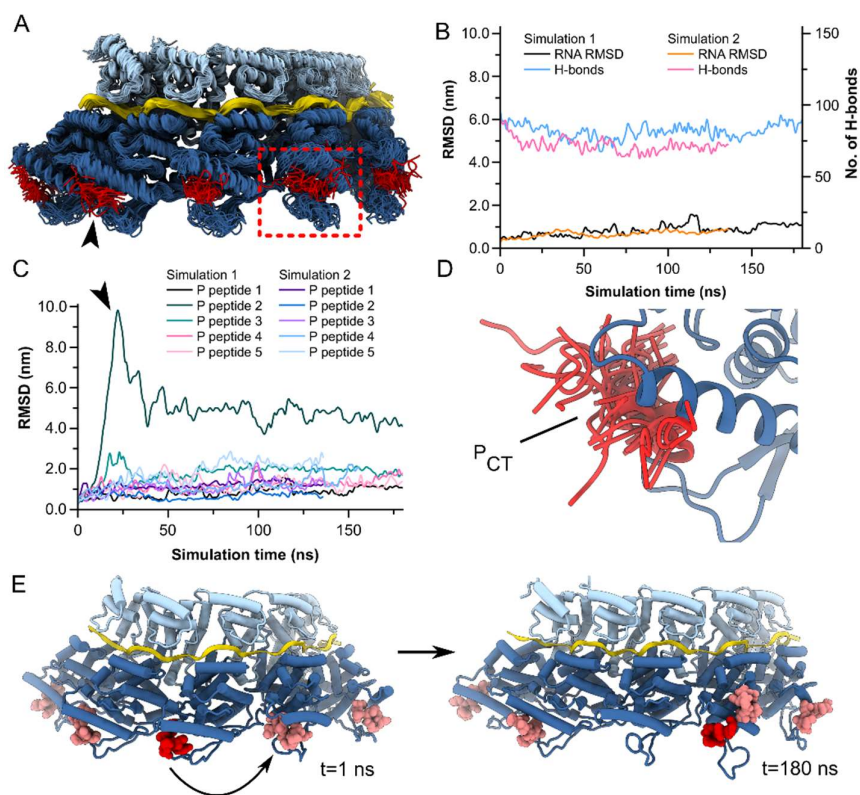 A
B
Simulation 1
Simulation 2
RNA RMSD
RNA RMSD
H-bonds
H-bonds
10.0
8.0
6.0
4.0
2.0
0.0
RMSD (nm)
150
100
50
0
No. of H-bonds
0
50
100
150
Simulation time (ns)
C
Simulation 1
Simulation 2
P peptide 1
P peptide 1
P peptide 2
P peptide 2
P peptide 3
P peptide 3
P peptide 4
P peptide 4
P peptide 5
P peptide 5
10.0
8.0
6.0
4.0
2.0
0.0
RMSD (nm)
0
50
100
150
Simulation time (ns)
D
PCT
E
t=1 ns
t=180 ns